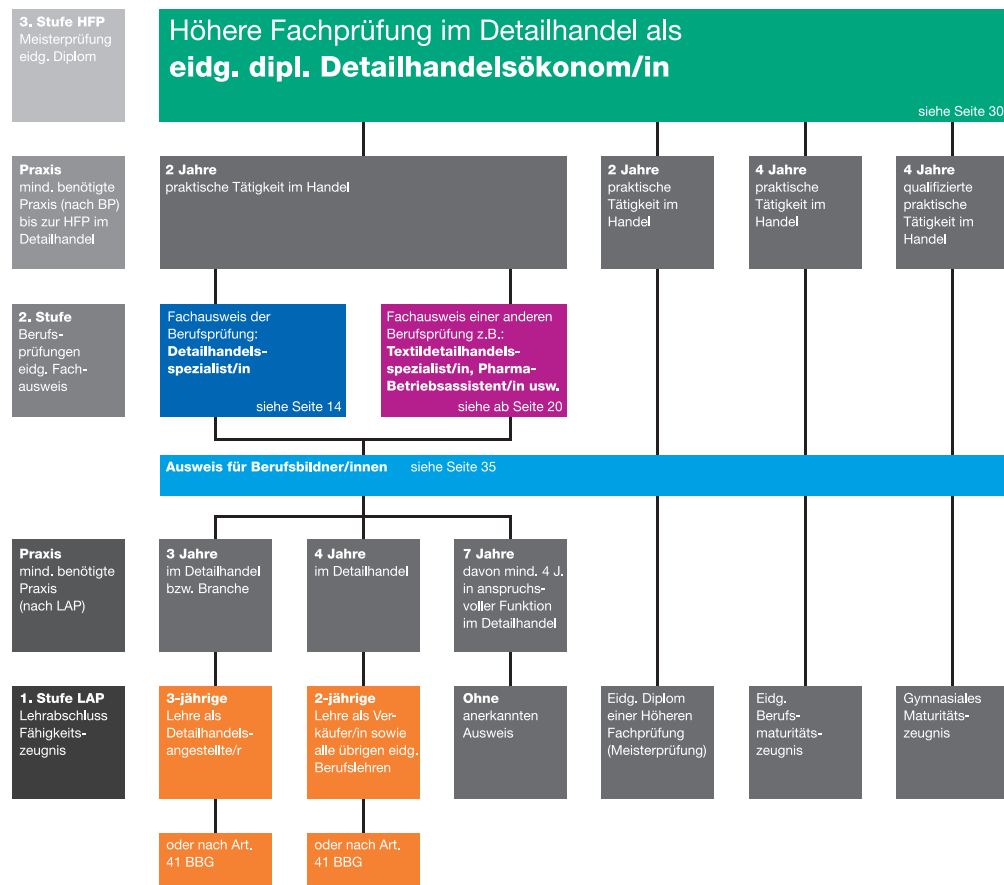 3. Stufe HFP
Meisterprüfung
eidg. Diplom
Höhere Fachprüfung im Detailhandel als
eidg. dipl. Detailhandelsökonom/in
siehe Seite 30
Praxis
mind. benötigte
Praxis (nach BP)
bis zur HFP im
Detailhandel
2 Jahre
praktische Tätigkeit im Handel
2 Jahre
praktische
Tätigkeit im
Handel
4 Jahre
praktische
Tätigkeit im
Handel
4 Jahre
qualifizierte
praktische
Tätigkeit im
Handel
2. Stufe
Berufs-
prüfungen
eidg. Fach-
ausweis
Fachausweis der
Berufsprüfung:
Detailhandels-
spezialist/in
siehe Seite 14
Fachausweis einer anderen
Berufsprüfung z.B.:
Textildetailhandels-
spezialist/in, Pharma-
Betriebsassistent/in usw.
siehe ab Seite 20
Ausweis für Berufsbildner/innen siehe Seite 35
Praxis
mind. benötigte
Praxis
(nach LAP)
3 Jahre
im Detailhandel
bzw. Branche
4 Jahre
im Detailhandel
7 Jahre
davon mind. 4 J.
in anspruchs-
voller Funktion
im Detailhandel
1. Stufe LAP
Lehrabschluss
Fähigkeits-
zeugnis
3-jährige
Lehre als
Detailhandels-
angestellte/r
2-jährige
Lehre als Ver-
käufer/in sowie
alle übrigen eidg.
Berufslehren
Ohne
anerkannten
Ausweis
Eidg. Diplom
einer Höheren
Fachprüfung
(Meisterprüfung)
Eidg.
Berufs-
maturitäts-
zeugnis
Gymnasiales
Maturitäts-
zeugnis
oder nach Art.
41 BBG
oder nach Art.
41 BBG